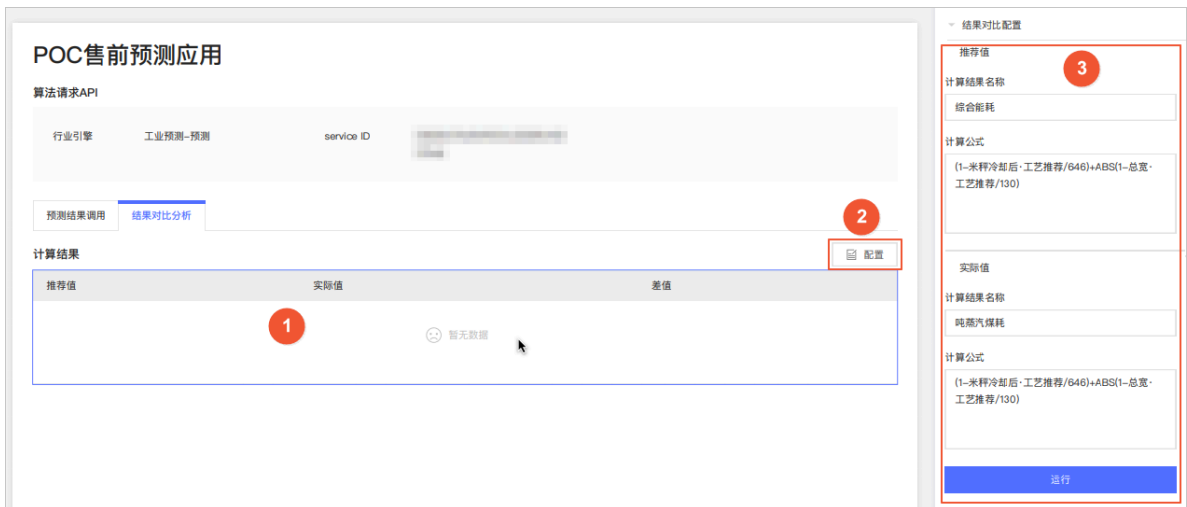 POC售前预测应用
算法请求API
行业引擎 工业预测–预测 service ID
预测结果调用 结果对比分析
2
计算结果 配置
推荐值 实际值 差值
1
暂无数据
结果对比配置
推荐值
3
计算结果名称
综合能耗
计算公式
(1–米秤冷却后·工艺推荐/646)+ABS(1–总宽·
工艺推荐/130)
实际值
计算结果名称
吨蒸汽煤耗
计算公式
(1–米秤冷却后·工艺推荐/646)+ABS(1–总宽·
工艺推荐/130)
运行